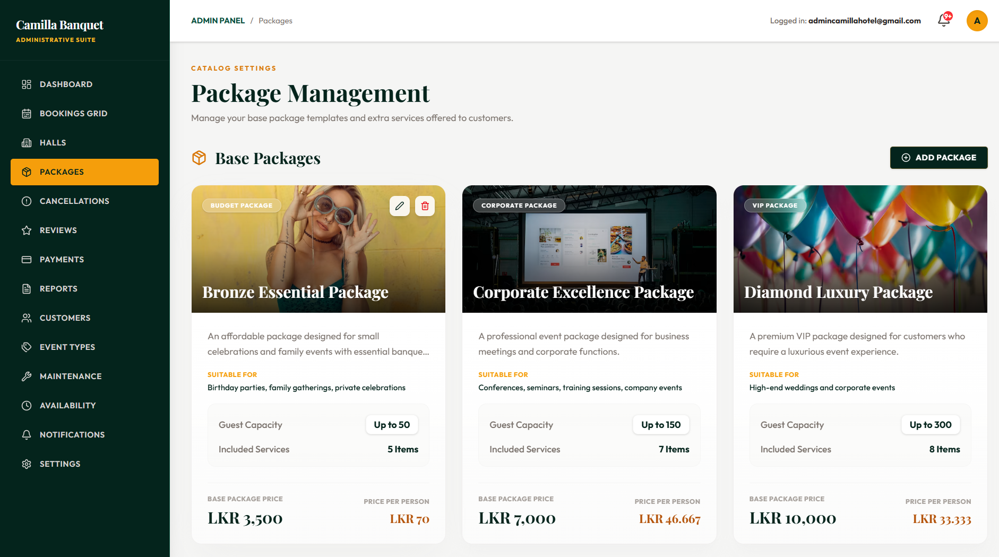 Camilla Banquet
ADMINISTRATIVE SUITE
DASHBOARD
BOOKINGS GRID
HALLS
PACKAGES
CANCELLATIONS
REVIEWS
PAYMENTS
REPORTS
CUSTOMERS
EVENT TYPES
MAINTENANCE
AVAILABILITY
NOTIFICATIONS
SETTINGS
ADMIN PANEL / Packages
Logged in: admincamillahotel@gmail.com
9+
A
CATALOG SETTINGS
Package Management
Manage your base package templates and extra services offered to customers.
Base Packages
ADD PACKAGE
BUDGET PACKAGE
Bronze Essential Package
An affordable package designed for small
celebrations and family events with essential banque...
SUITABLE FOR
Birthday parties, family gatherings, private celebrations
Guest Capacity
Up to 50
Included Services
5 Items
BASE PACKAGE PRICE
LKR 3,500
PRICE PER PERSON
LKR 70
CORPORATE PACKAGE
Corporate Excellence Package
A professional event package designed for business
meetings and corporate functions.
SUITABLE FOR
Conferences, seminars, training sessions, company events
Guest Capacity
Up to 150
Included Services
7 Items
BASE PACKAGE PRICE
LKR 7,000
PRICE PER PERSON
LKR 46.667
VIP PACKAGE
Diamond Luxury Package
A premium VIP package designed for customers who
require a luxurious event experience.
SUITABLE FOR
High-end weddings and corporate events
Guest Capacity
Up to 300
Included Services
8 Items
BASE PACKAGE PRICE
LKR 10,000
PRICE PER PERSON
LKR 33.333